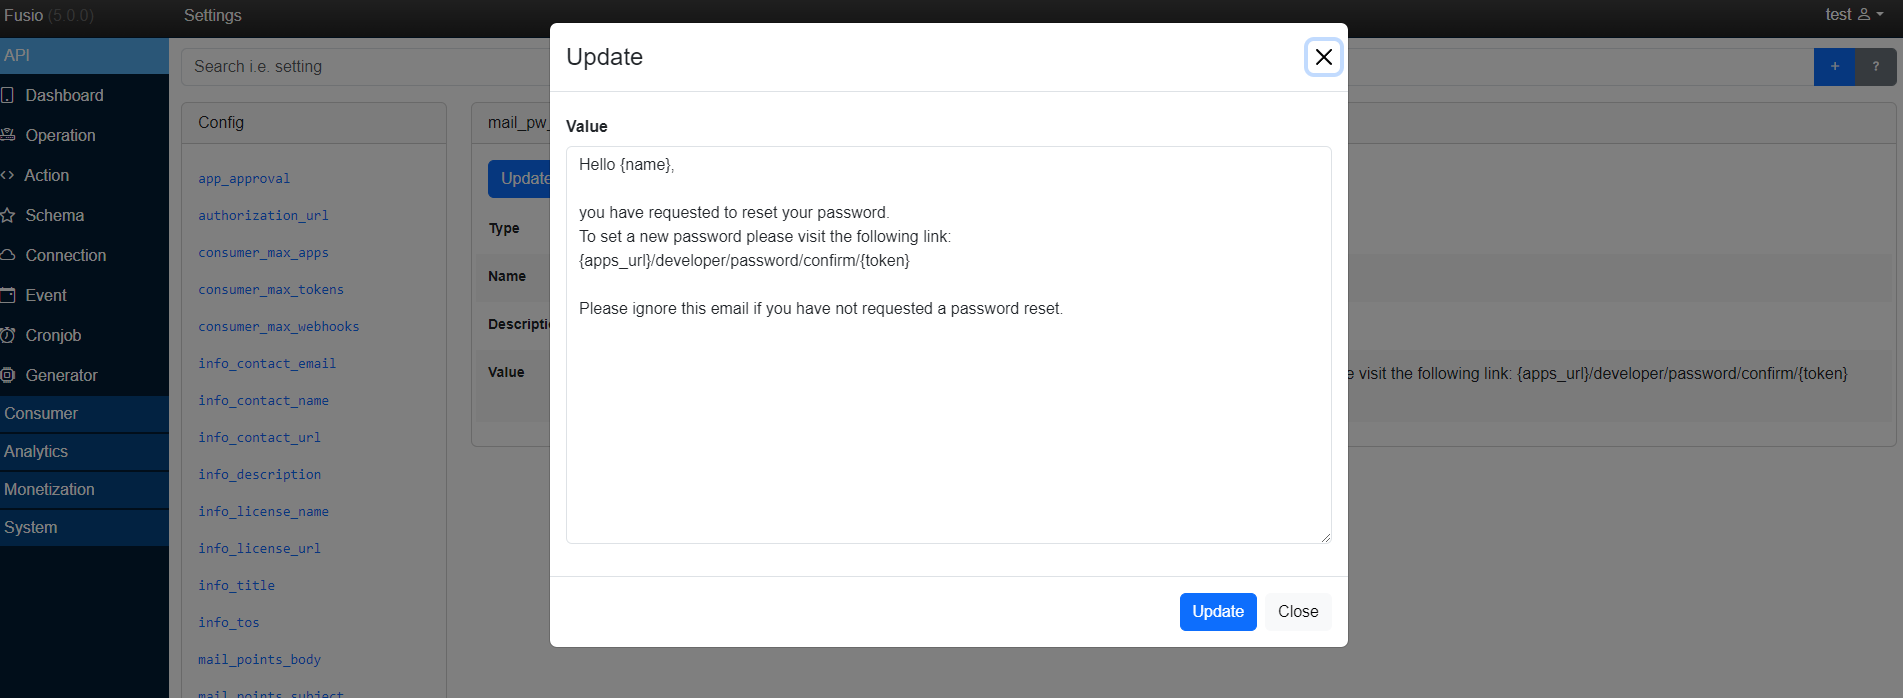 Fusio (5.0.0)
Settings
test
API
Dashboard
Operation
Action
Schema
Connection
Event
Cronjob
Generator
Consumer
Analytics
Monetization
System
Search i.e. setting
+
?
Config
app_approval
authorization_url
consumer_max_apps
consumer_max_tokens
consumer_max_webhooks
info_contact_email
info_contact_name
info_contact_url
info_description
info_license_name
info_license_url
info_title
info_tos
mail_points_body
mail_points_subject
mail_pw_
Update
Type
Name
Descripti
Value
e visit the following link: {apps_url}/developer/password/confirm/{token}
Update
Value
Hello {name},
you have requested to reset your password.
To set a new password please visit the following link:
{apps_url}/developer/password/confirm/{token}
Please ignore this email if you have not requested a password reset.
Update
Close